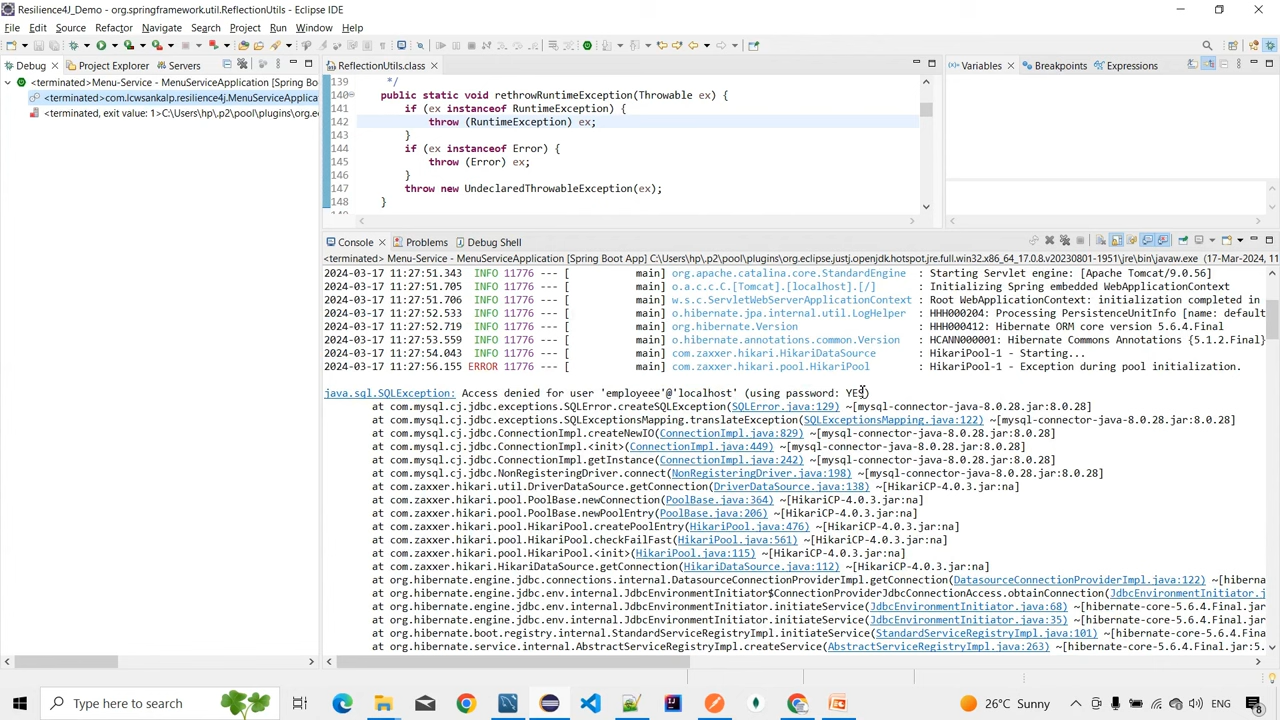 Resilience4J_Demo - org.springframework.util.ReflectionUtils - Eclipse IDE
File Edit Source Refactor Navigate Search Project Run Window Help
Debug Project Explorer Servers
<terminated>Menu-Service - MenuServiceApplication [Spring Bo
<terminated>com.lcwsankalp.resilience4j.MenuServiceApplica
<terminated, exit value: 1>C:\Users\hp\.p2\pool\plugins\org.e
ReflectionUtils.class
139 */
140 public static void rethrowRuntimeException(Throwable ex) {
141 if (ex instanceof RuntimeException) {
142 throw (RuntimeException) ex;
143 }
144 if (ex instanceof Error) {
145 throw (Error) ex;
146 }
147 throw new UndeclaredThrowableException(ex);
148 }
Variables Breakpoints Expressions
Console Problems Debug Shell
<terminated> Menu-Service - MenuServiceApplication [Spring Boot App] C:\Users\hp\.p2\pool\plugins\org.eclipse.justj.openjdk.hotspot.jre.full.win32.x86_64_17.0.8.v20230801-1951\jre\bin\javaw.exe (17-Mar-2024, 11
2024-03-17 11:27:51.343 INFO 11776 --- [ main] org.apache.catalina.core.StandardEngine : Starting Servlet engine: [Apache Tomcat/9.0.56]
2024-03-17 11:27:51.705 INFO 11776 --- [ main] o.a.c.c.C.[Tomcat].[localhost].[/] : Initializing Spring embedded WebApplicationContext
2024-03-17 11:27:51.706 INFO 11776 --- [ main] w.s.c.ServletWebServerApplicationContext : Root WebApplicationContext: initialization completed in
2024-03-17 11:27:52.533 INFO 11776 --- [ main] o.hibernate.jpa.internal.util.LogHelper : HHH000204: Processing PersistenceUnitInfo [name: default
2024-03-17 11:27:52.719 INFO 11776 --- [ main] org.hibernate.Version : HHH000412: Hibernate ORM core version 5.6.4.Final
2024-03-17 11:27:53.559 INFO 11776 --- [ main] o.hibernate.annotations.common.Version : HCANN000001: Hibernate Commons Annotations {5.1.2.Final}
2024-03-17 11:27:54.043 INFO 11776 --- [ main] com.zaxxer.hikari.HikariDataSource : HikariPool-1 - Starting...
2024-03-17 11:27:56.155 ERROR 11776 --- [ main] com.zaxxer.hikari.pool.HikariPool : HikariPool-1 - Exception during pool initialization.
java.sql.SQLException: Access denied for user 'employeee'@'localhost' (using password: YES)
at com.mysql.cj.jdbc.exceptions.SQLError.createSQLException(SQLError.java:129) ~[mysql-connector-java-8.0.28.jar:8.0.28]
at com.mysql.cj.jdbc.exceptions.SQLExceptionsMapping.translateException(SQLExceptionsMapping.java:122) ~[mysql-connector-java-8.0.28.jar:8.0.28]
at com.mysql.cj.jdbc.ConnectionImpl.createNewIO(ConnectionImpl.java:829) ~[mysql-connector-java-8.0.28.jar:8.0.28]
at com.mysql.cj.jdbc.ConnectionImpl.<init>(ConnectionImpl.java:449) ~[mysql-connector-java-8.0.28.jar:8.0.28]
at com.mysql.cj.jdbc.ConnectionImpl.getInstance(ConnectionImpl.java:242) ~[mysql-connector-java-8.0.28.jar:8.0.28]
at com.mysql.cj.jdbc.NonRegisteringDriver.connect(NonRegisteringDriver.java:198) ~[mysql-connector-java-8.0.28.jar:8.0.28]
at com.zaxxer.hikari.util.DriverDataSource.getConnection(DriverDataSource.java:138) ~[HikariCP-4.0.3.jar:na]
at com.zaxxer.hikari.pool.PoolBase.newConnection(PoolBase.java:364) ~[HikariCP-4.0.3.jar:na]
at com.zaxxer.hikari.pool.PoolBase.newPoolEntry(PoolBase.java:206) ~[HikariCP-4.0.3.jar:na]
at com.zaxxer.hikari.pool.HikariPool.createPoolEntry(HikariPool.java:476) ~[HikariCP-4.0.3.jar:na]
at com.zaxxer.hikari.pool.HikariPool.checkFailFast(HikariPool.java:561) ~[HikariCP-4.0.3.jar:na]
at com.zaxxer.hikari.pool.HikariPool.<init>(HikariPool.java:115) ~[HikariCP-4.0.3.jar:na]
at com.zaxxer.hikari.HikariDataSource.getConnection(HikariDataSource.java:112) ~[HikariCP-4.0.3.jar:na]
at org.hibernate.engine.jdbc.connections.internal.DatasourceConnectionProviderImpl.getConnection(DatasourceConnectionProviderImpl.java:122) ~[hiberna
at org.hibernate.engine.jdbc.env.internal.JdbcEnvironmentInitiator$ConnectionProviderJdbcConnectionAccess.obtainConnection(JdbcEnvironmentInitiator.j
at org.hibernate.engine.jdbc.env.internal.JdbcEnvironmentInitiator.initiateService(JdbcEnvironmentInitiator.java:68) ~[hibernate-core-5.6.4.Final.jar
at org.hibernate.engine.jdbc.env.internal.JdbcEnvironmentInitiator.initiateService(JdbcEnvironmentInitiator.java:35) ~[hibernate-core-5.6.4.Final.jar
at org.hibernate.boot.registry.internal.StandardServiceRegistryImpl.initiateService(StandardServiceRegistryImpl.java:101) ~[hibernate-core-5.6.4.Fina
at org.hibernate.service.internal.AbstractServiceRegistryImpl.createService(AbstractServiceRegistryImpl.java:263) ~[hibernate-core-5.6.4.Final.jar:5.
Type here to search
26°C Sunny
ENG
8